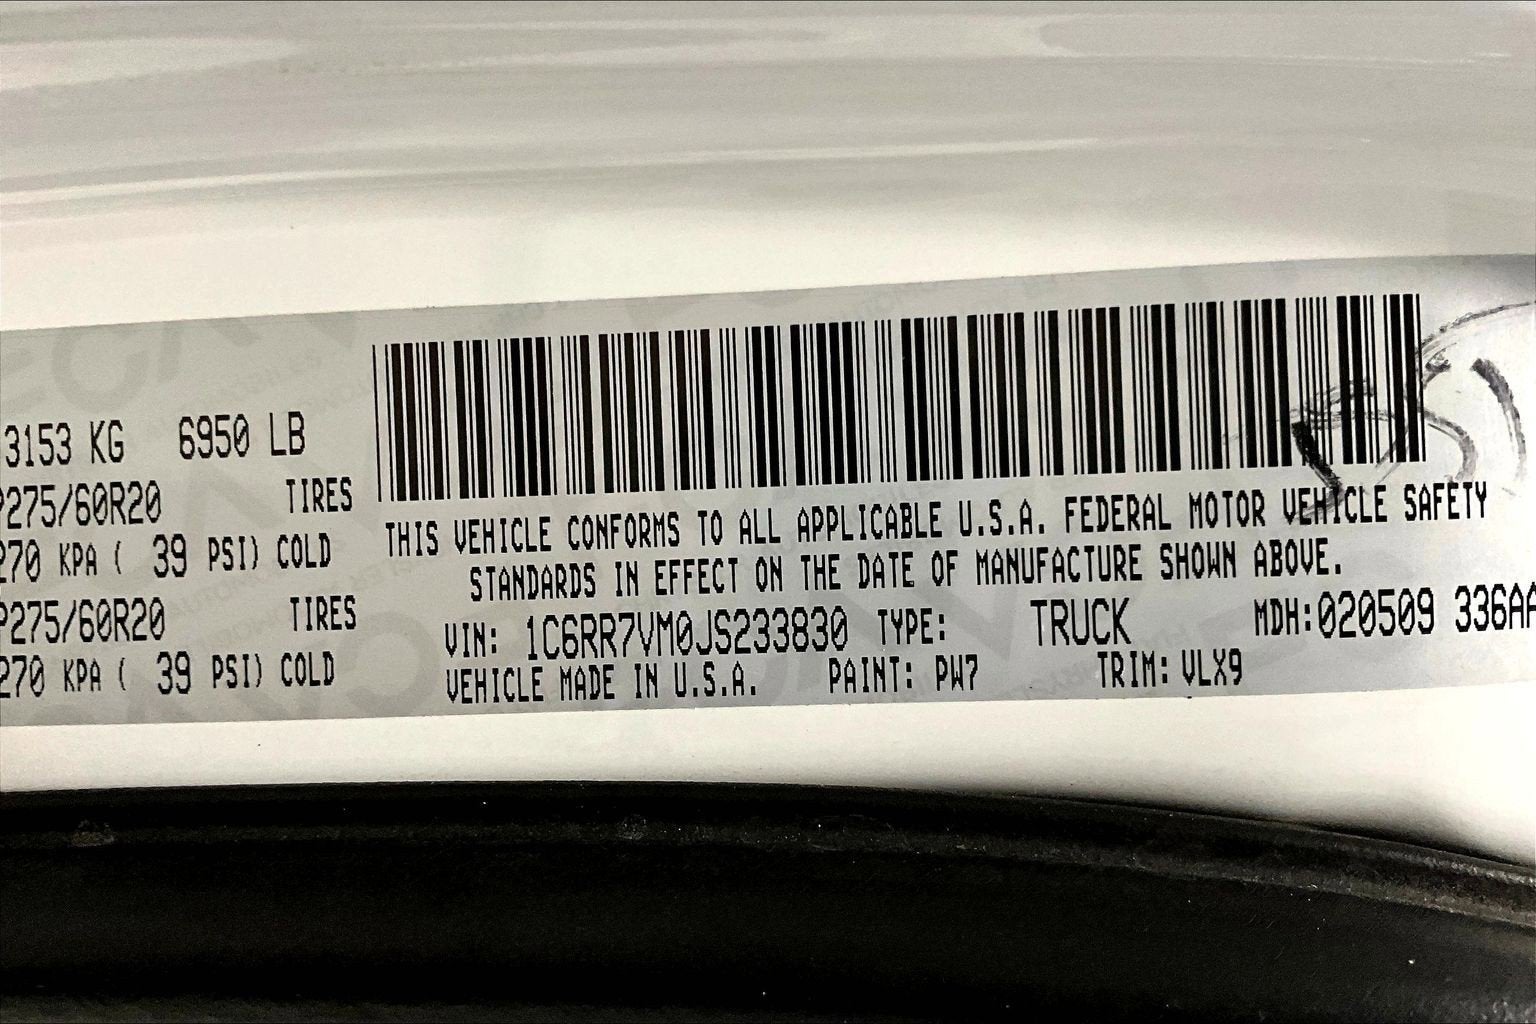 3153 KG 6950 LB
P275/60R20 TIRES
270 KPA ( 39 PSI) COLD
P275/60R20 TIRES
270 KPA ( 39 PSI) COLD
THIS VEHICLE CONFORMS TO ALL APPLICABLE U.S.A. FEDERAL MOTOR VEHICLE SAFETY
STANDARDS IN EFFECT ON THE DATE OF MANUFACTURE SHOWN ABOVE.
VIN: 1C6RR7VM0JS233830 TYPE: TRUCK MDH:020509 336AA
VEHICLE MADE IN U.S.A. PAINT: PW7 TRIM: VLX9